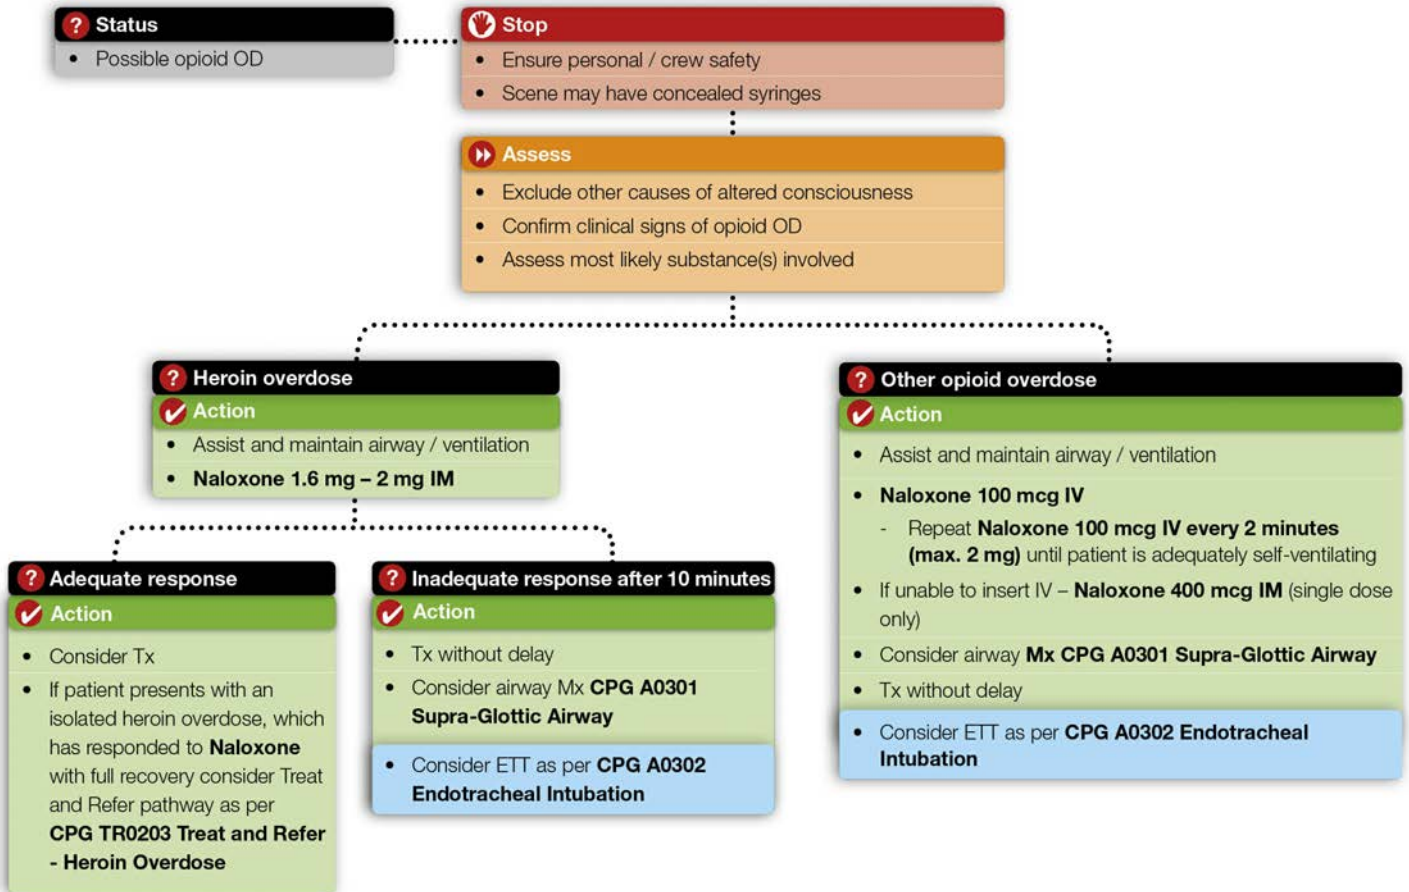 Status
• Possible opioid OD
Stop
• Ensure personal / crew safety
• Scene may have concealed syringes
Assess
• Exclude other causes of altered consciousness
• Confirm clinical signs of opioid OD
• Assess most likely substance(s) involved
Heroin overdose
Action
• Assist and maintain airway / ventilation
• Naloxone 1.6 mg – 2 mg IM
Adequate response
Action
• Consider Tx
• If patient presents with an
isolated heroin overdose, which
has responded to Naloxone
with full recovery consider Treat
and Refer pathway as per
CPG TR0203 Treat and Refer
- Heroin Overdose
Inadequate response after 10 minutes
Action
• Tx without delay
• Consider airway Mx CPG A0301
Supra-Glottic Airway
• Consider ETT as per CPG A0302
Endotracheal Intubation
Other opioid overdose
Action
• Assist and maintain airway / ventilation
• Naloxone 100 mcg IV
- Repeat Naloxone 100 mcg IV every 2 minutes
(max. 2 mg) until patient is adequately self-ventilating
• If unable to insert IV – Naloxone 400 mcg IM (single dose
only)
• Consider airway Mx CPG A0301 Supra-Glottic Airway
• Tx without delay
• Consider ETT as per CPG A0302 Endotracheal
Intubation